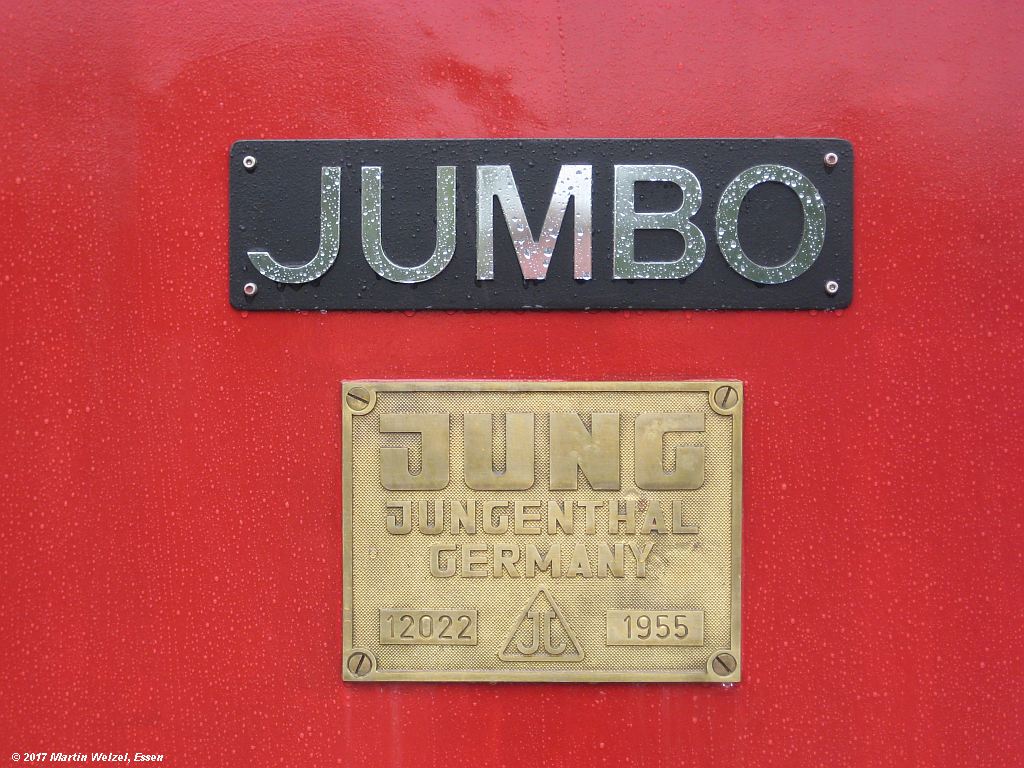 JUMBO
JUNG
JUNGENTHAL
GERMANY
12022 JJ 1955
© 2017 Martin Welzel, Essen